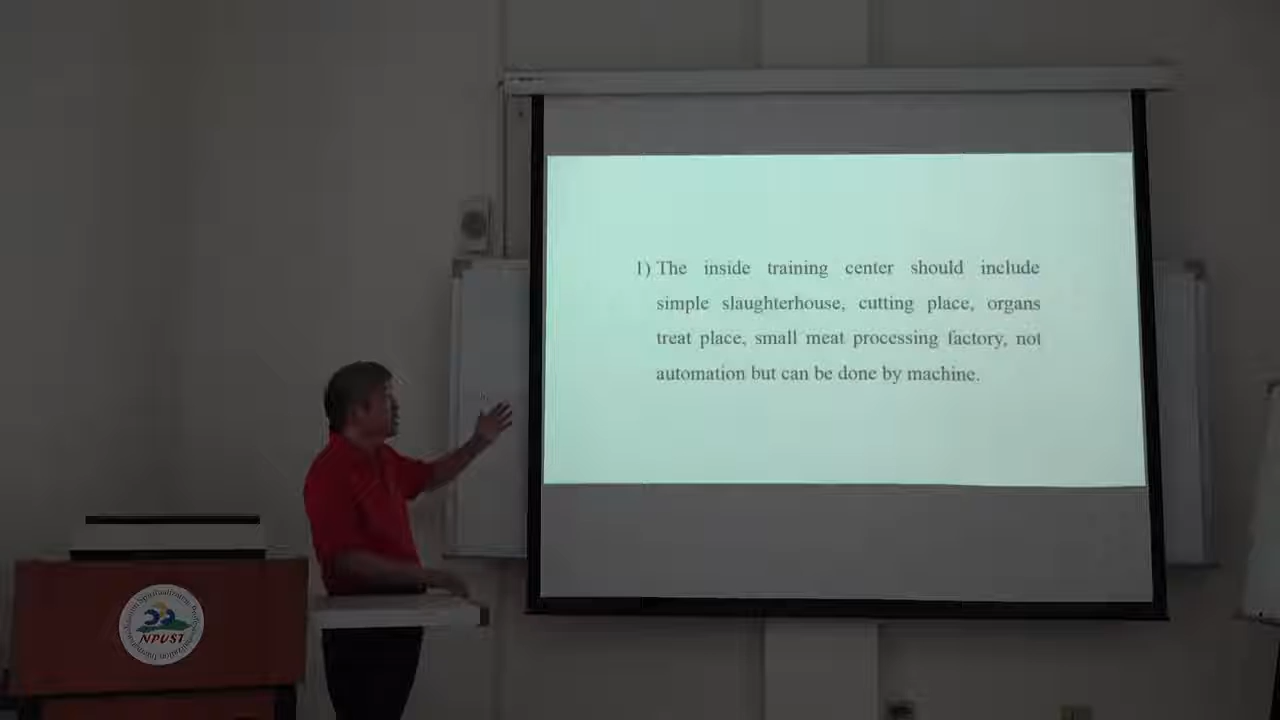 1) The inside training center should include
simple slaughterhouse, cutting place, organs
treat place, small meat processing factory, not
automation but can be done by machine.
NPUST